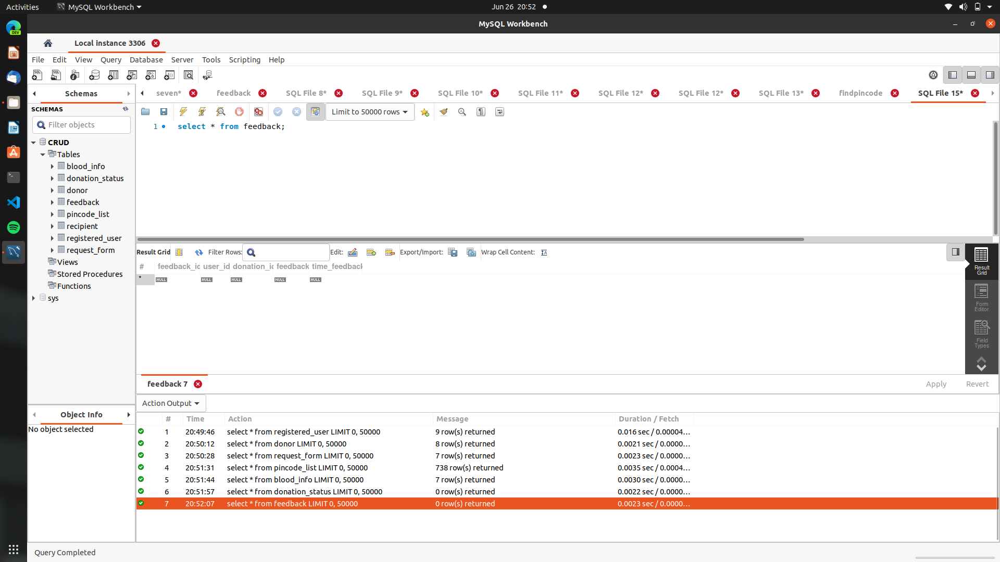 Activities
MySQL Workbench
Jun 26 20:52
MySQL Workbench
DEV
Local instance 3306
File Edit View Query Database Server Tools Scripting Help
Schemas
seven* feedback SQL File 8* SQL File 9* SQL File 10* SQL File 11* SQL File 12* SQL File 12* SQL File 13* findpincode SQL File 15*
SCHEMAS
Filter objects
Limit to 50000 rows
1 select * from feedback;
CRUD
Tables
blood_info
donation_status
donor
feedback
pincode_list
recipient
registered_user
request_form
Views
Stored Procedures
Functions
sys
Result Grid Filter Rows: Edit: Export/Import: Wrap Cell Content:
# feedback_id user_id donation_id feedback time_feedback
* NULL NULL NULL NULL NULL
Result
Grid
Form
Editor
Field
Types
feedback 7
Apply Revert
Action Output
# Time Action Message Duration / Fetch
1 20:49:46 select * from registered_user LIMIT 0, 50000 9 row(s) returned 0.016 sec / 0.00004...
2 20:50:12 select * from donor LIMIT 0, 50000 8 row(s) returned 0.0021 sec / 0.0000...
3 20:50:28 select * from request_form LIMIT 0, 50000 7 row(s) returned 0.0023 sec / 0.0000...
4 20:51:31 select * from pincode_list LIMIT 0, 50000 738 row(s) returned 0.0035 sec / 0.0004...
5 20:51:44 select * from blood_info LIMIT 0, 50000 7 row(s) returned 0.0030 sec / 0.0000...
6 20:51:57 select * from donation_status LIMIT 0, 50000 0 row(s) returned 0.0022 sec / 0.0000...
7 20:52:07 select * from feedback LIMIT 0, 50000 0 row(s) returned 0.0023 sec / 0.0000...
Object Info
No object selected
Query Completed